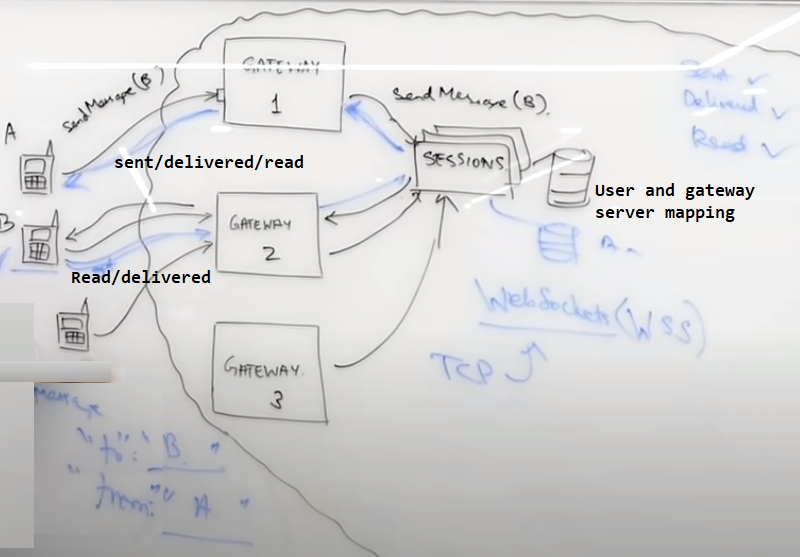 GATEWAY
1
sendMessage(B)
sendMessage(B).
Sent ✓
Delivered ✓
Read ✓
A
sent/delivered/read
SESSIONS
User and gateway
server mapping
B
GATEWAY
2
Read/delivered
WebSockets (WSS)
TCP
GATEWAY
3
Message
"to": "B"
"from": "A"